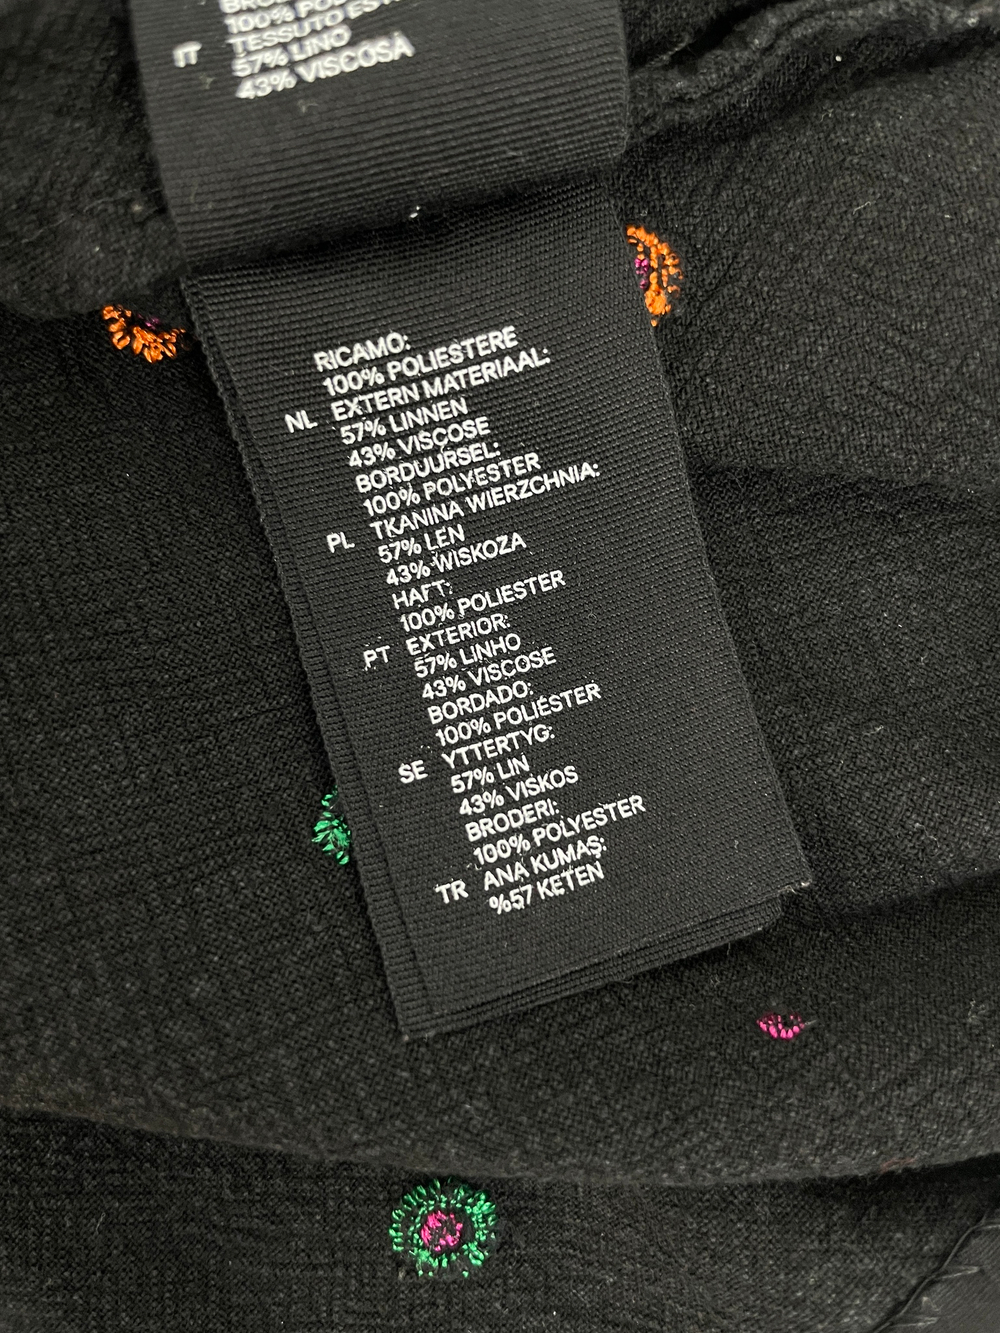 100% POL
IT TESSUTO EST
57% LINO
43% VISCOSA
RICAMO:
100% POLIESTERE
NL EXTERN MATERIAAL:
57% LINNEN
43% VISCOSE
BORDUURSEL:
100% POLYESTER
PL TKANINA WIERZCHNIA:
57% LEN
43% WISKOZA
HAFT:
100% POLIESTER
PT EXTERIOR:
57% LINHO
43% VISCOSE
BORDADO:
100% POLIÉSTER
SE YTTERTYG:
57% LIN
43% VISKOS
BRODERI:
100% POLYESTER
TR ANA KUMAŞ:
%57 KETEN